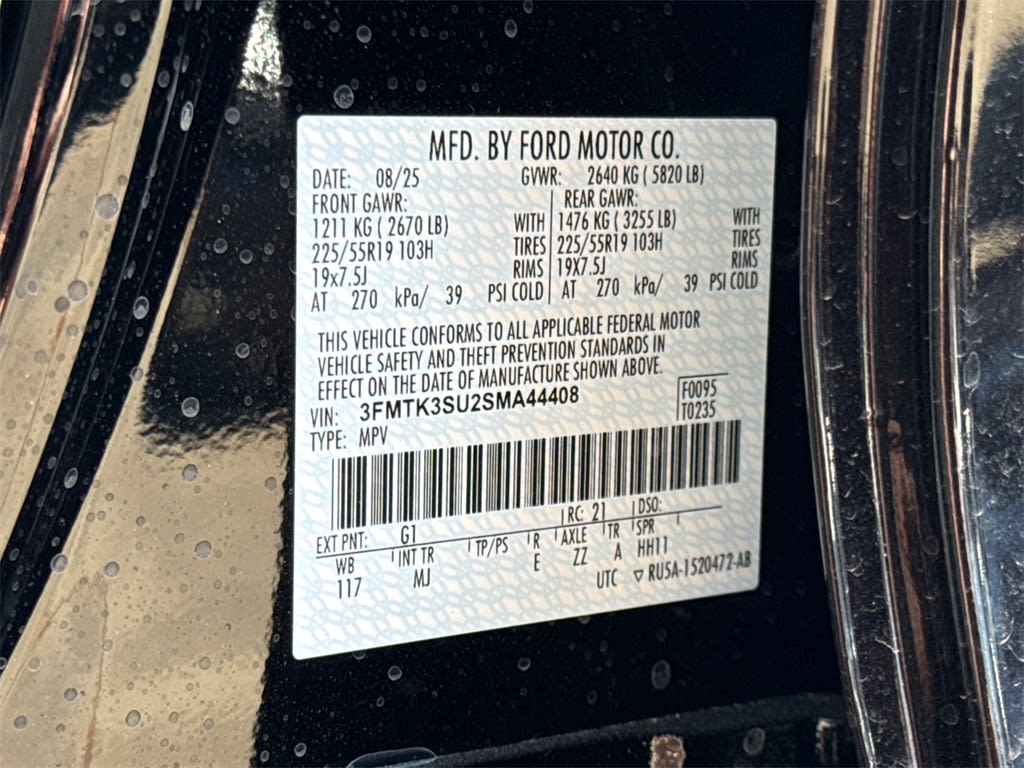 MFD. BY FORD MOTOR CO.
DATE: 08/25 GVWR: 2640 KG ( 5820 LB)
FRONT GAWR: REAR GAWR:
1211 KG ( 2670 LB) WITH 1476 KG ( 3255 LB) WITH
225/55R19 103H TIRES 225/55R19 103H TIRES
19x7.5J RIMS 19x7.5J RIMS
AT 270 kPa/ 39 PSI COLD AT 270 kPa/ 39 PSI COLD
THIS VEHICLE CONFORMS TO ALL APPLICABLE FEDERAL MOTOR
VEHICLE SAFETY AND THEFT PREVENTION STANDARDS IN
EFFECT ON THE DATE OF MANUFACTURE SHOWN ABOVE.
VIN: 3FMTK3SU2SMA44408 F0095
TYPE: MPV T0235
EXT PNT: G1 RC: 21 DSO:
WB INT TR TP/PS R AXLE TR SPR
117 MJ E ZZ A HH11
UTC ▽ RU5A-1520472-AB